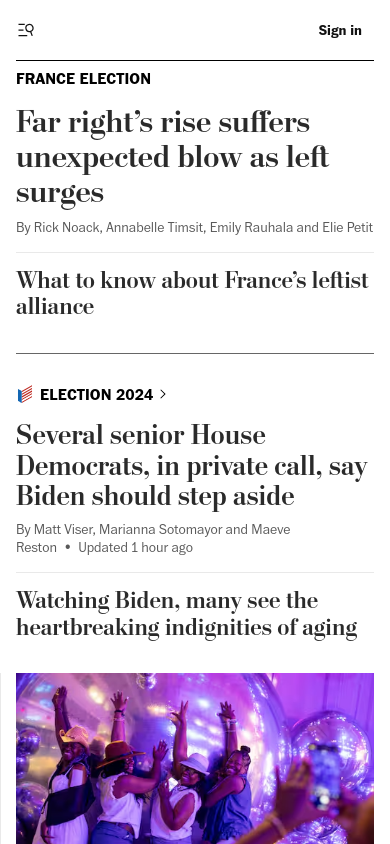 Sign in
FRANCE ELECTION
Far right’s rise suffers
unexpected blow as left
surges
By Rick Noack, Annabelle Timsit, Emily Rauhala and Elie Petit
What to know about France’s leftist
alliance
ELECTION 2024
Several senior House
Democrats, in private call, say
Biden should step aside
By Matt Viser, Marianna Sotomayor and Maeve
Reston • Updated 1 hour ago
Watching Biden, many see the
heartbreaking indignities of aging